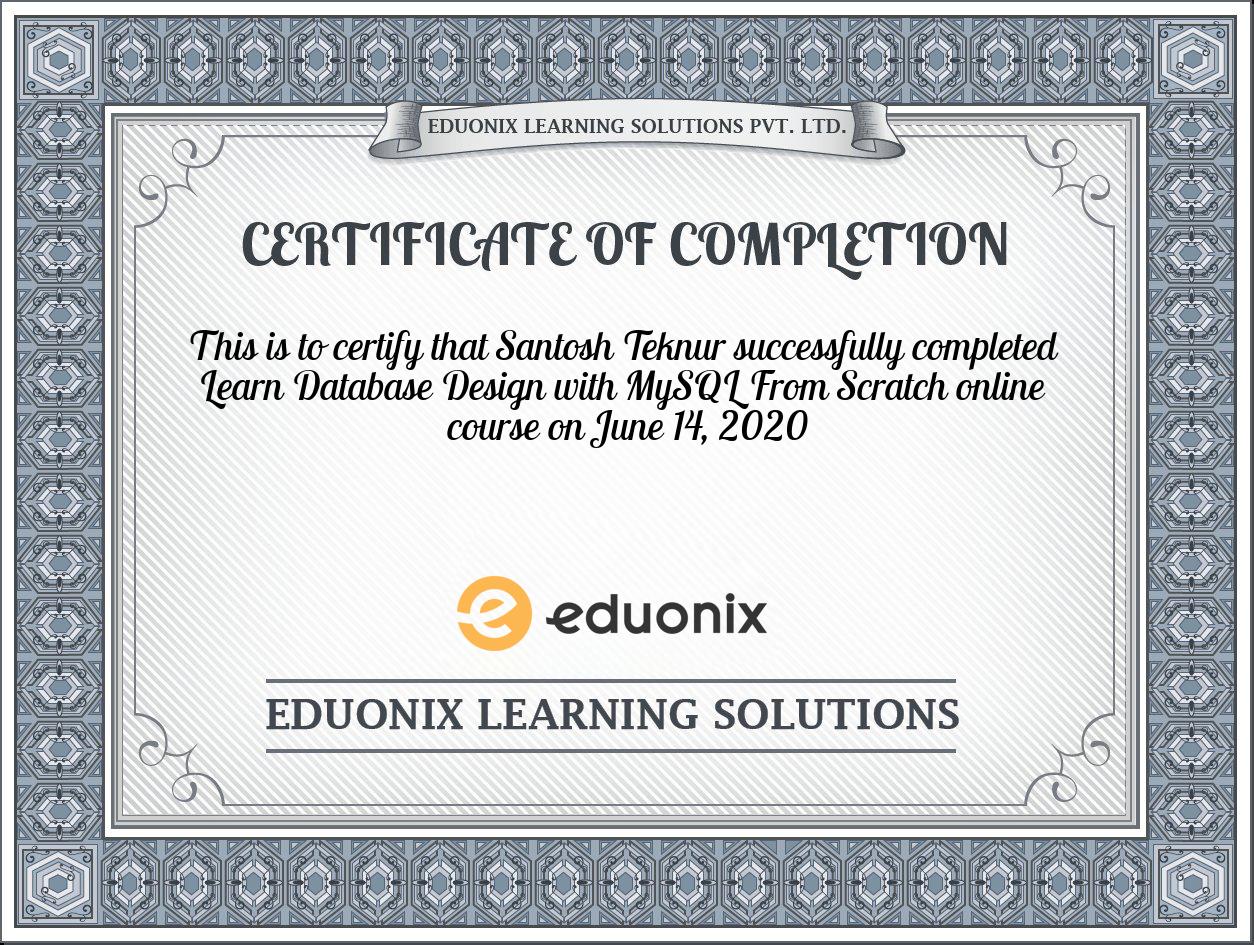 EDUONIX LEARNING SOLUTIONS PVT. LTD.
CERTIFICATE OF COMPLETION
This is to certify that Santosh Teknur successfully completed
Learn Database Design with MySQL From Scratch online
course on June 14, 2020
eduonix
EDUONIX LEARNING SOLUTIONS